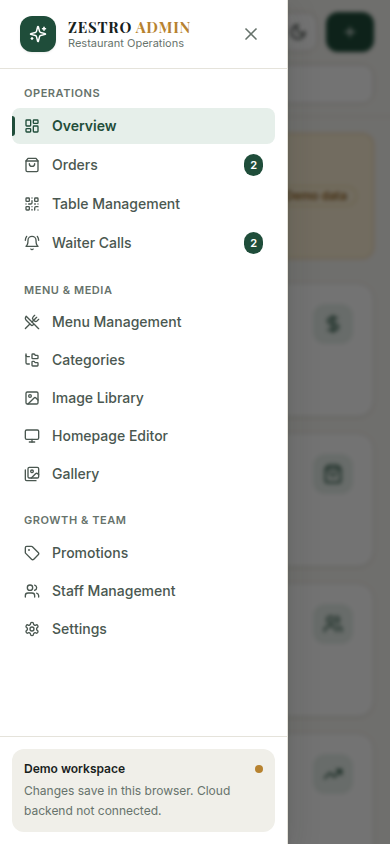 ZESTRO ADMIN
Restaurant Operations
OPERATIONS
Overview
Orders 2
Table Management
Waiter Calls 2
MENU & MEDIA
Menu Management
Categories
Image Library
Homepage Editor
Gallery
GROWTH & TEAM
Promotions
Staff Management
Settings
Demo workspace
Changes save in this browser. Cloud
backend not connected.
Demo data